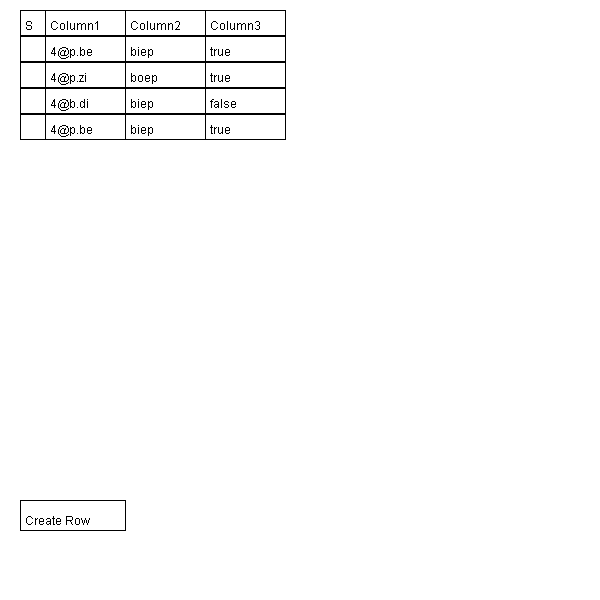 S Column1 Column2 Column3
4@p.be biep true
4@p.zi boep true
4@b.di biep false
4@p.be biep true
Create Row